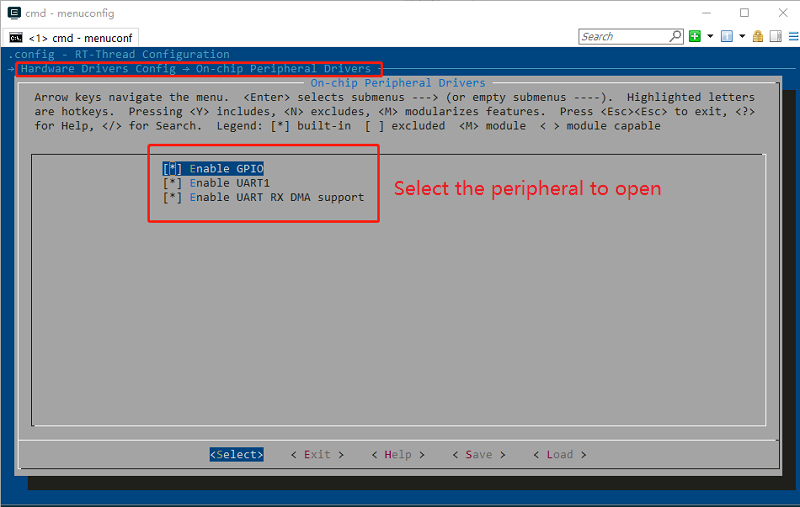 cmd - menuconfig
<1> cmd - menuconf
Search
.config - RT-Thread Configuration
→ Hardware Drivers Config → On-chip Peripheral Drivers
On-chip Peripheral Drivers
Arrow keys navigate the menu.  <Enter> selects submenus ---> (or empty submenus ----).  Highlighted letters
are hotkeys.  Pressing <Y> includes, <N> excludes, <M> modularizes features.  Press <Esc><Esc> to exit, <?>
for Help, </> for Search.  Legend: [*] built-in  [ ] excluded  <M> module  < > module capable
[*] Enable GPIO
[*] Enable UART1
[*] Enable UART RX DMA support
Select the peripheral to open
<Select>    < Exit >    < Help >    < Save >    < Load >